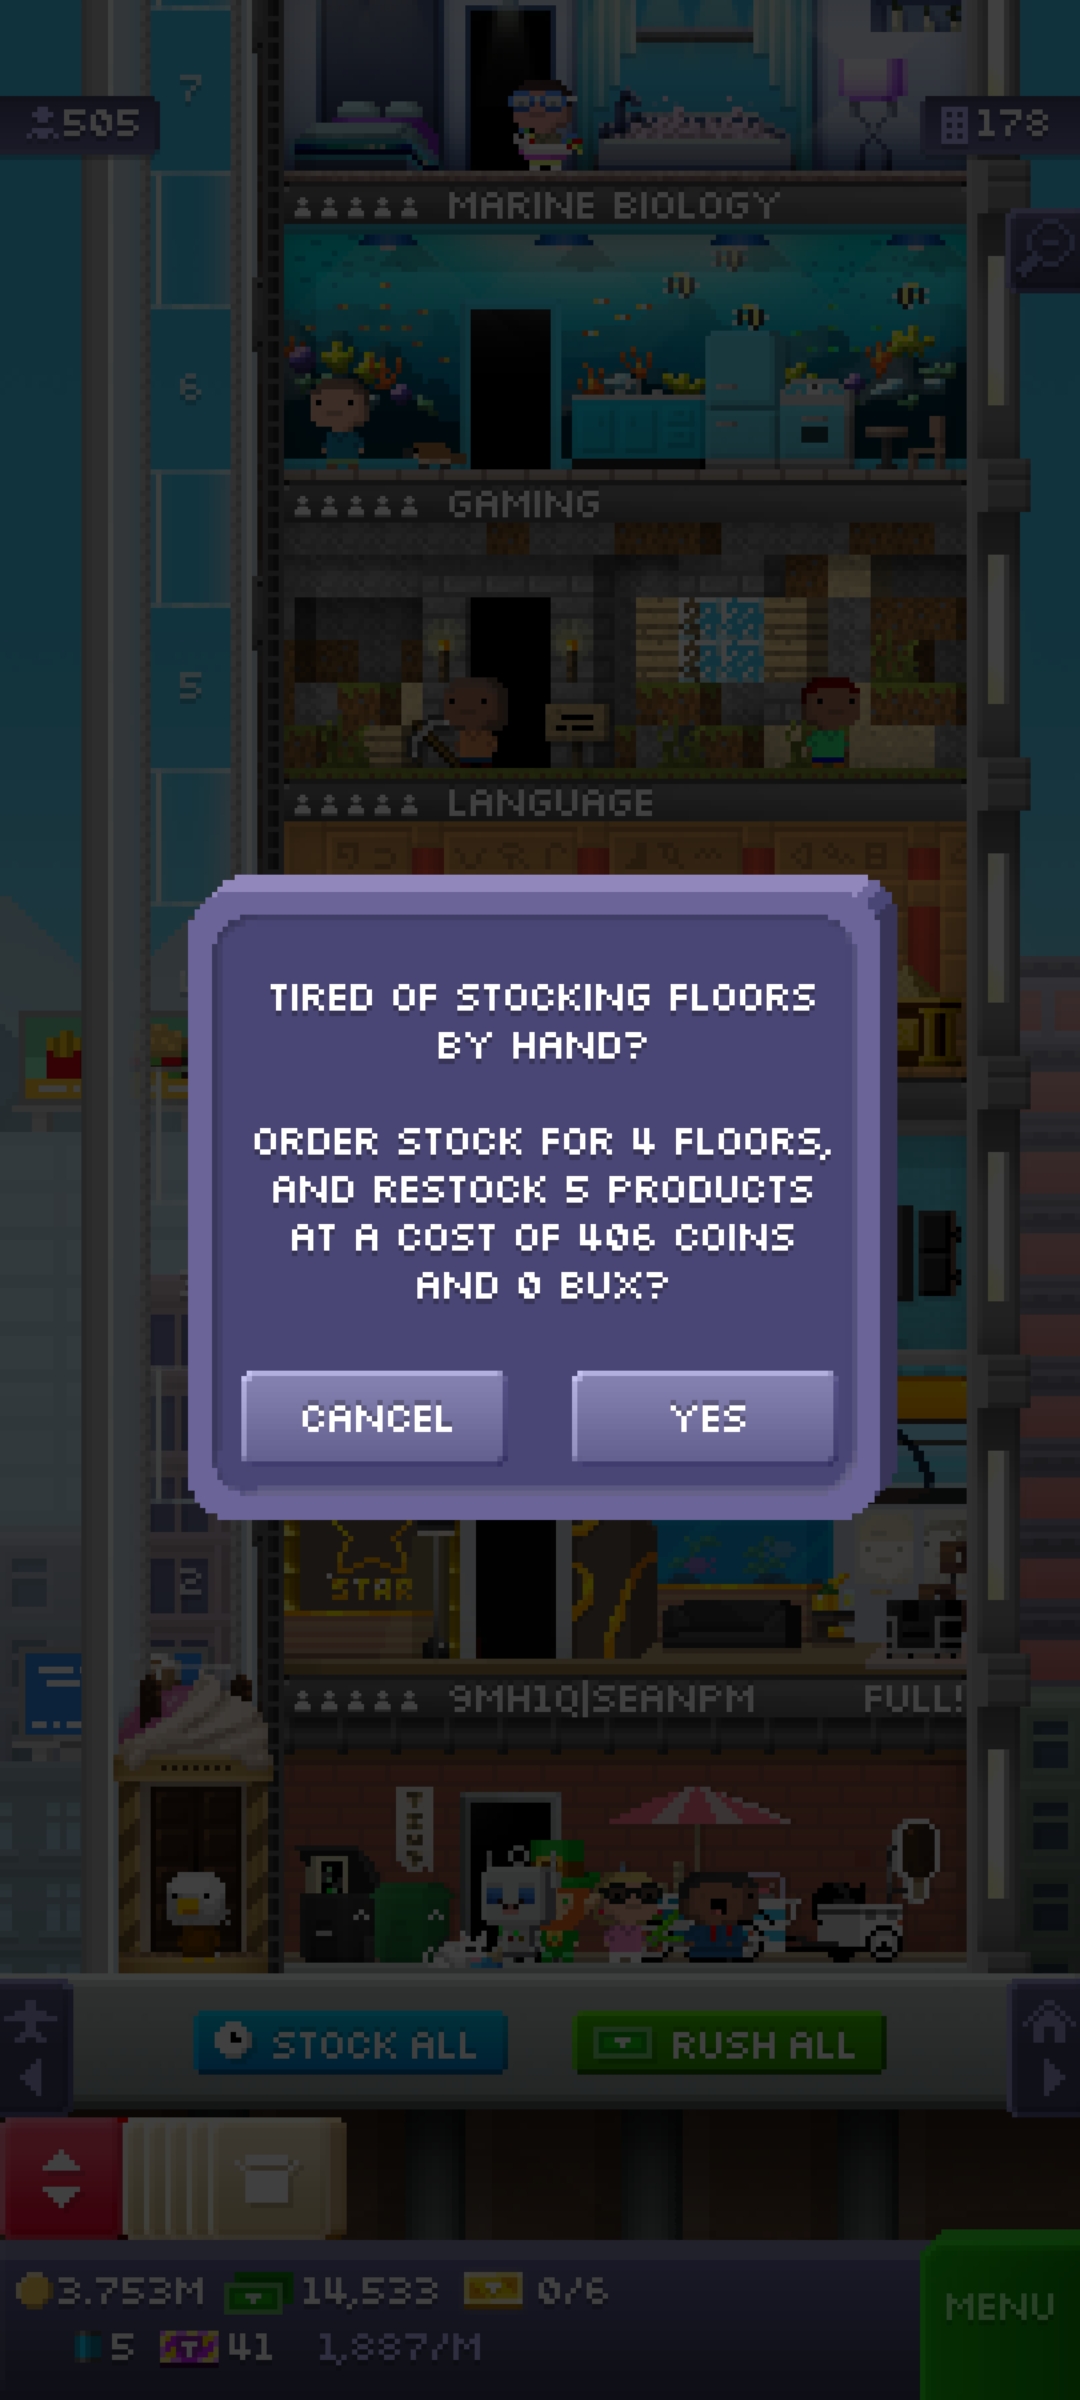 7
505
178
MARINE BIOLOGY
6
GAMING
5
LANGUAGE
TIRED OF STOCKING FLOORS
BY HAND?
ORDER STOCK FOR 4 FLOORS,
AND RESTOCK 5 PRODUCTS
AT A COST OF 406 COINS
AND 0 BUX?
CANCEL
YES
STAR
2
9MH1Q|SEANPM
FULL!
STOCK ALL
RUSH ALL
3.753M
14,533
0/6
MENU
5
T
41
1,887/M